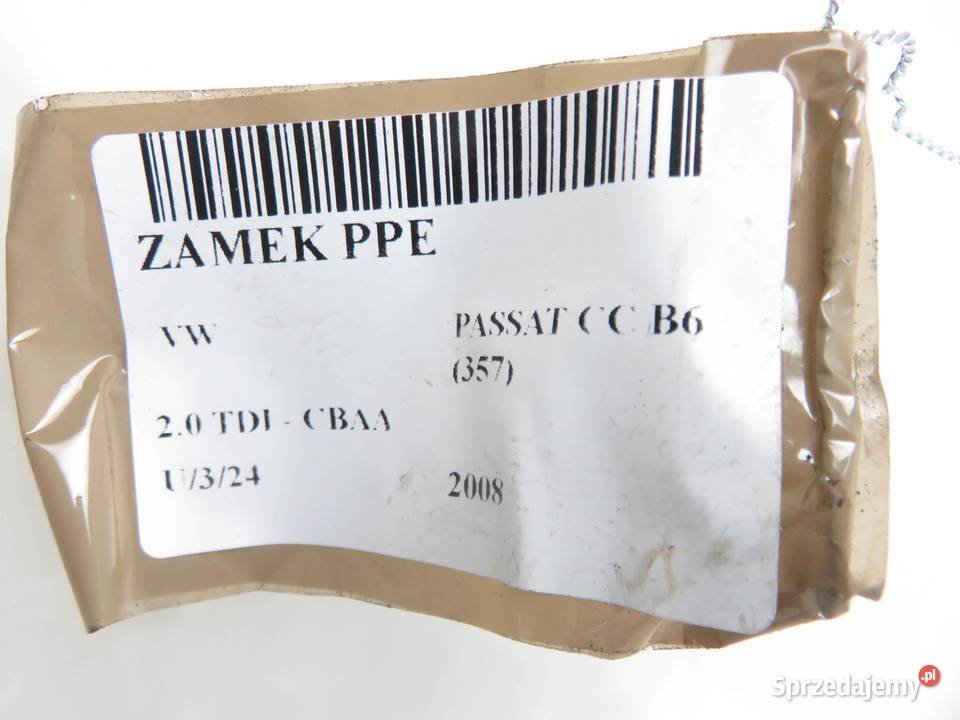 ZAMEK PPE
VW PASSAT CC B6
(357)
2.0 TDI - CBAA
U/3/24 2008
Sprzedajemy.pl